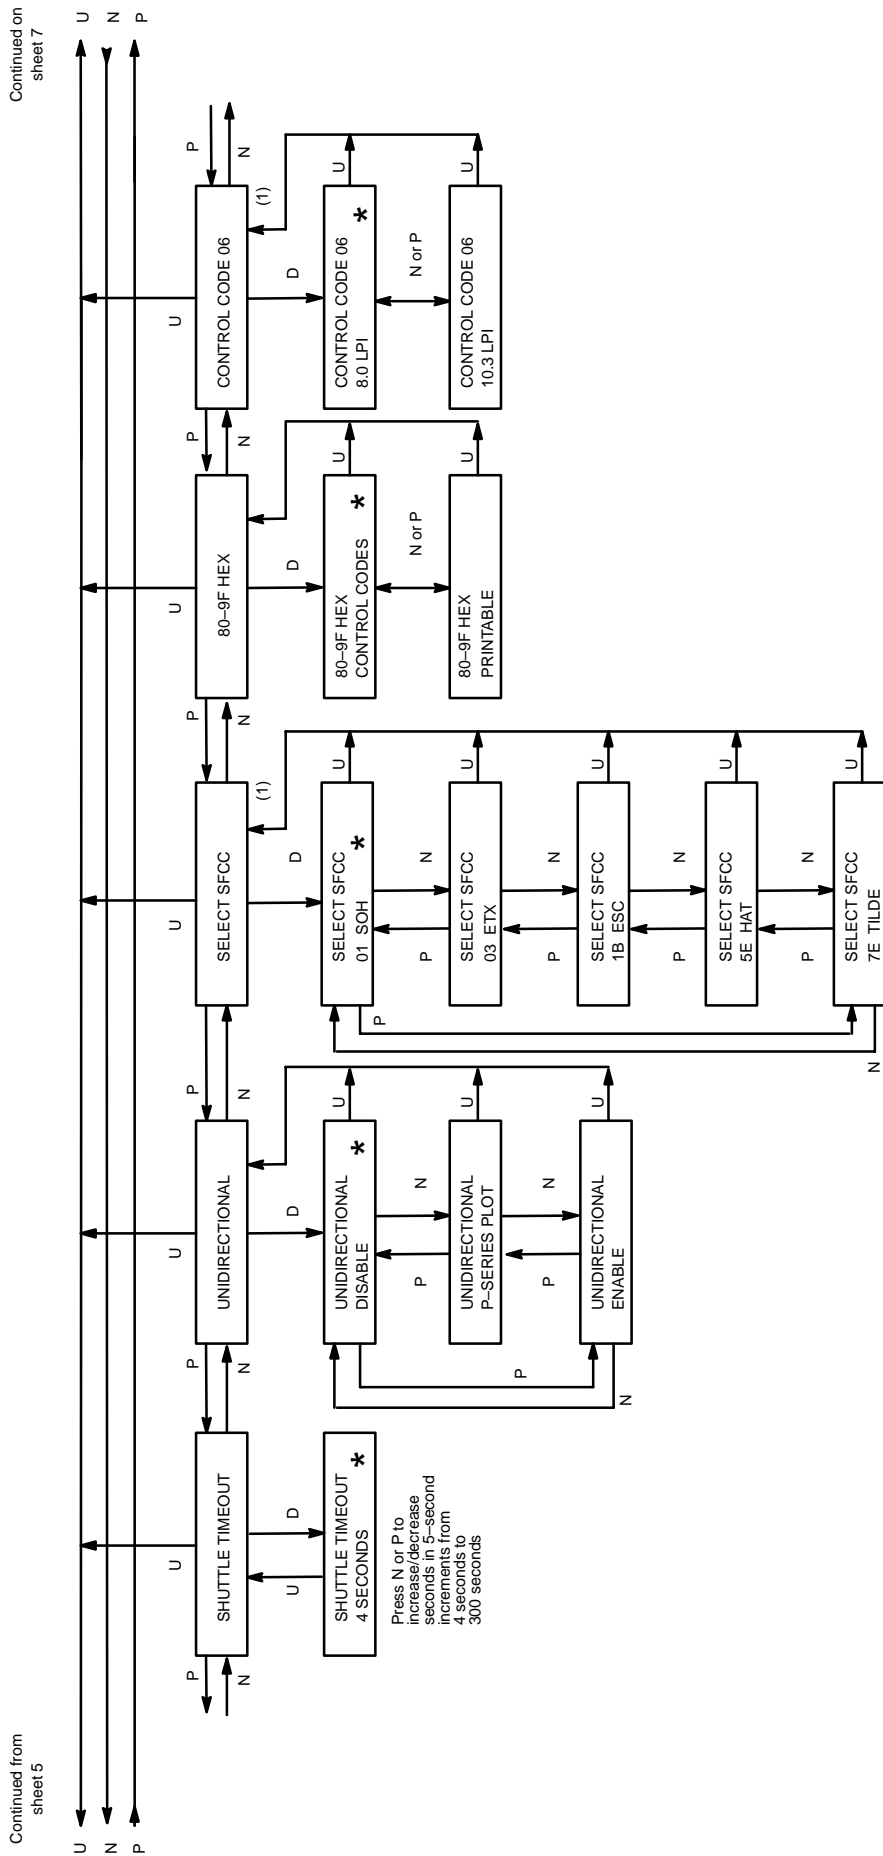 Continued from
sheet 5
Continued on
sheet 7
U
U
N
N
P
P
U
U
U
U
U
P
N
SHUTTLE TIMEOUT
P
N
UNIDIRECTIONAL
P
N
SELECT SFCC
P
N
80–9F HEX
P
N
CONTROL CODE 06
P
N
U
D
D
D
(1)
D
D
(1)
SHUTTLE TIMEOUT
4 SECONDS
*
Press N or P to
increase/decrease
seconds in 5–second
increments from
4 seconds to
300 seconds
UNIDIRECTIONAL
DISABLE
*
U
P
N
UNIDIRECTIONAL
P–SERIES PLOT
U
P
N
UNIDIRECTIONAL
ENABLE
U
P
N
SELECT SFCC
01 SOH
*
U
P
P
N
SELECT SFCC
03 ETX
U
P
N
SELECT SFCC
1B ESC
U
P
N
SELECT SFCC
5E HAT
U
P
N
SELECT SFCC
7E TILDE
U
N
80–9F HEX
CONTROL CODES
*
U
N or P
80–9F HEX
PRINTABLE
U
CONTROL CODE 06
8.0 LPI
*
U
N or P
CONTROL CODE 06
10.3 LPI
U